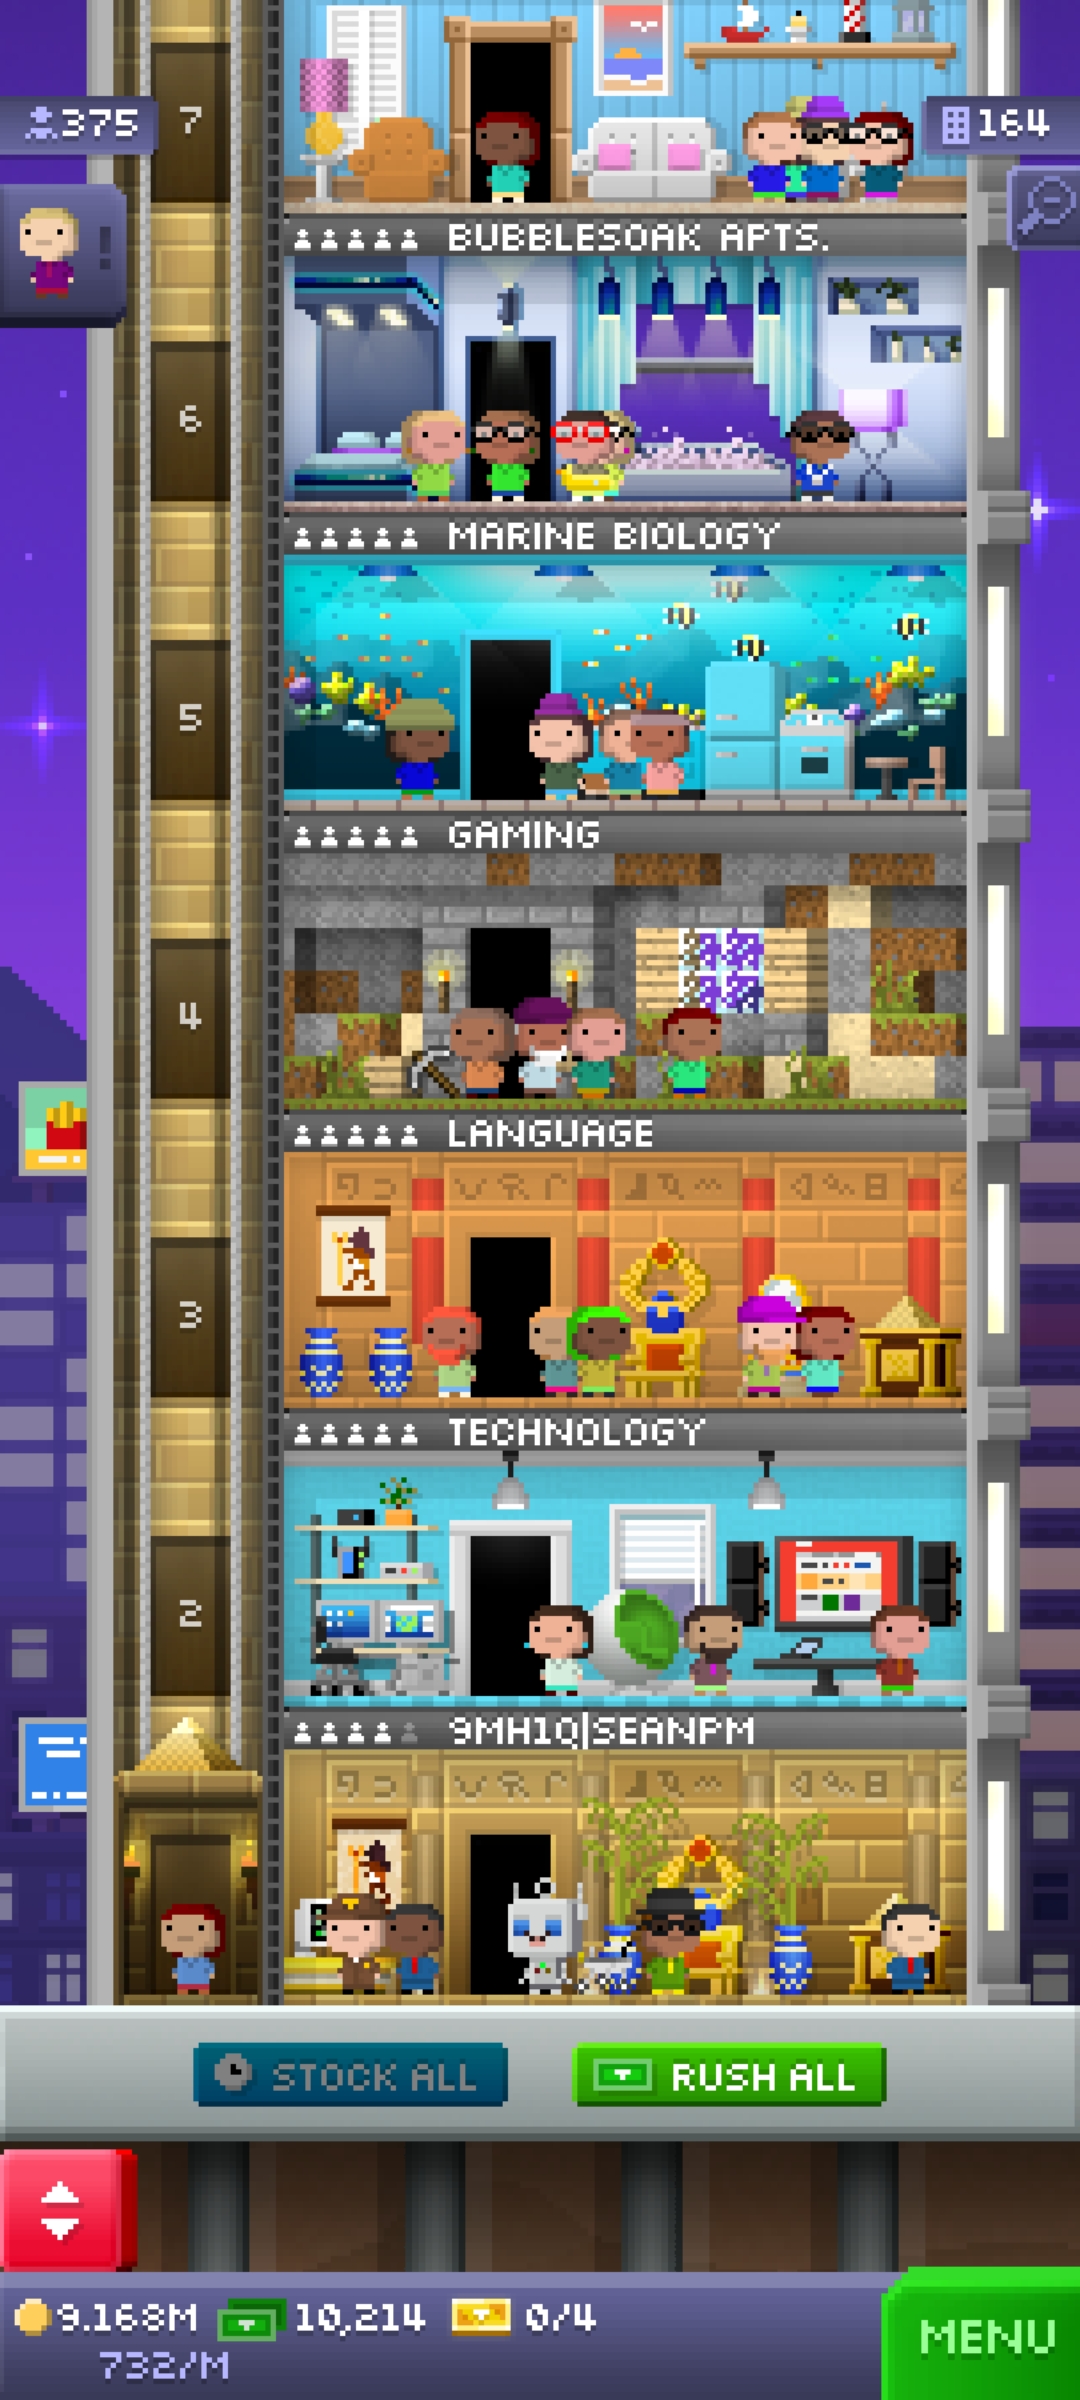 375
7
164
BUBBLESOAK APTS.
6
MARINE BIOLOGY
5
GAMING
4
LANGUAGE
3
TECHNOLOGY
2
9MH1Q|SEANPM
STOCK ALL
RUSH ALL
9.168M
10,214
0/4
732/M
MENU